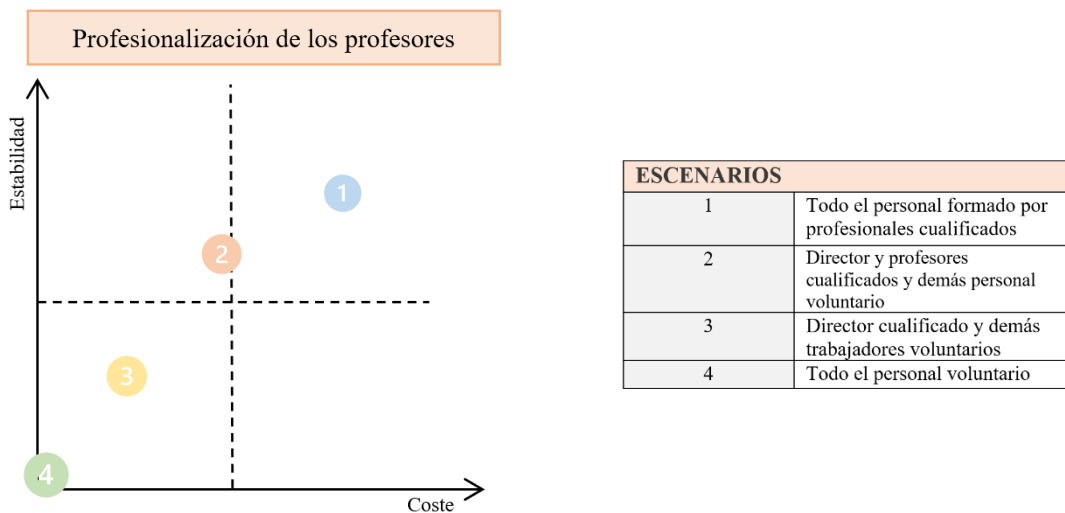 Profesionalización de los profesores
Estabilidad
1
2
3
4
Coste
ESCENARIOS
1
Todo el personal formado por
profesionales cualificados
2
Director y profesores
cualificados y demás personal
voluntario
3
Director cualificado y demás
trabajadores voluntarios
4
Todo el personal voluntario